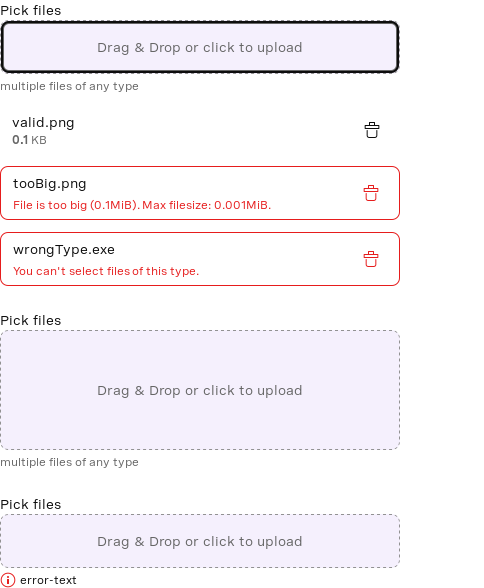 Pick files
Drag & Drop or click to upload
multiple files of any type
valid.png
0.1 KB
tooBig.png
File is too big (0.1MiB). Max filesize: 0.001MiB.
wrongType.exe
You can't select files of this type.
Pick files
Drag & Drop or click to upload
multiple files of any type
Pick files
Drag & Drop or click to upload
error-text